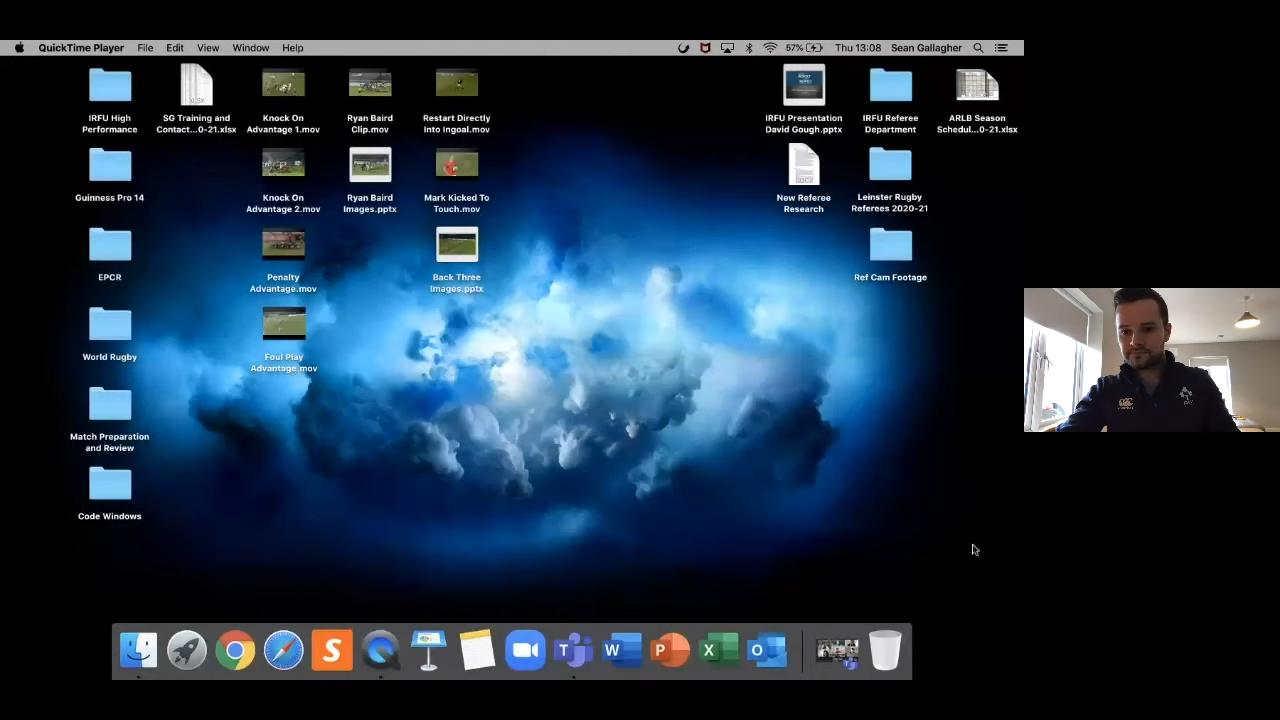 QuickTime Player File Edit View Window Help 57% Thu 13:08 Sean Gallagher
IRFU High
Performance
SG Training and
Contact...0-21.xlsx
XLSX
Knock On
Advantage 1.mov
Ryan Baird
Clip.mov
Restart Directly
Into Ingoal.mov
IRFU Presentation
David Gough.pptx
IRFU Referee
Department
ARLB Season
Schedul...0-21.xlsx
Guinness Pro 14
Knock On
Advantage 2.mov
Ryan Baird
Images.pptx
Mark Kicked To
Touch.mov
DOCX
New Referee
Research
Leinster Rugby
Referees 2020-21
EPCR
Penalty
Advantage.mov
Back Three
Images.pptx
Ref Cam Footage
World Rugby
Foul Play
Advantage.mov
Match Preparation
and Review
Code Windows
S T W P X O